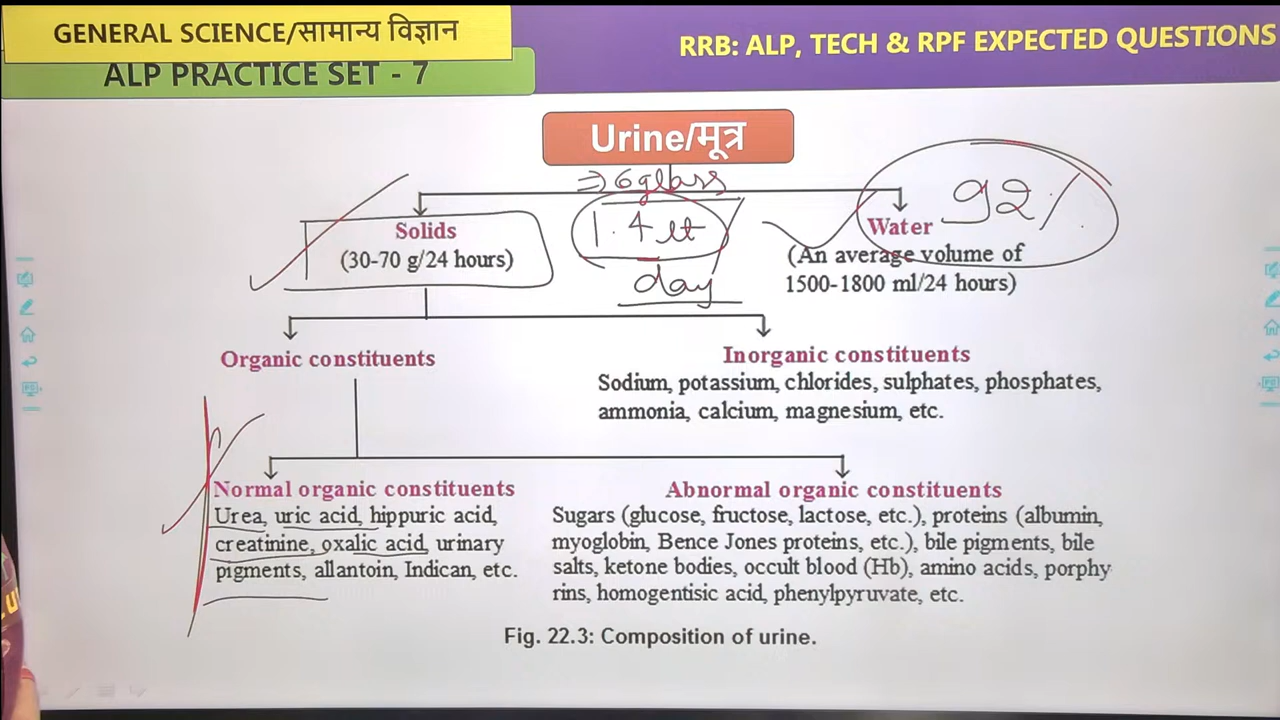 GENERAL SCIENCE/सामान्य विज्ञान
RRB: ALP, TECH & RPF EXPECTED QUESTIONS
ALP PRACTICE SET - 7
Urine/मूत्र
⇒ 6 glass
92%
Solids
1.4 lt
Water
(30-70 g/24 hours)
(An average volume of
day
1500-1800 ml/24 hours)
Organic constituents
Inorganic constituents
Sodium, potassium, chlorides, sulphates, phosphates,
ammonia, calcium, magnesium, etc.
Normal organic constituents
Urea, uric acid, hippuric acid,
creatinine, oxalic acid, urinary
pigments, allantoin, Indican, etc.
Abnormal organic constituents
Sugars (glucose, fructose, lactose, etc.), proteins (albumin,
myoglobin, Bence Jones proteins, etc.), bile pigments, bile
salts, ketone bodies, occult blood (Hb), amino acids, porphy
rins, homogentisic acid, phenylpyruvate, etc.
Fig. 22.3: Composition of urine.